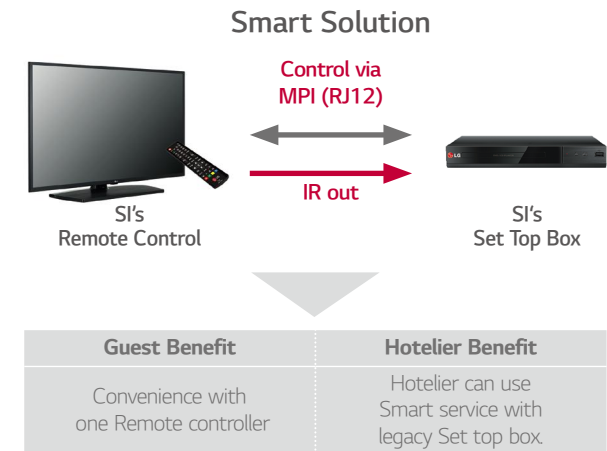 Smart Solution
Control via
MPI (RJ12)
LG
IR out
SI's
Remote Control
SI's
Set Top Box
Guest Benefit
Hotelier Benefit
Convenience with
one Remote controller
Hotelier can use
Smart service with
legacy Set top box.